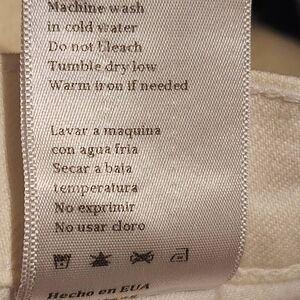 Machine wash
in cold water
Do not bleach
Tumble dry low
Warm iron if needed
Lavar a maquina
con agua fria
Secar a baja
temperatura
No exprimir
No usar cloro
Hecho en EUA